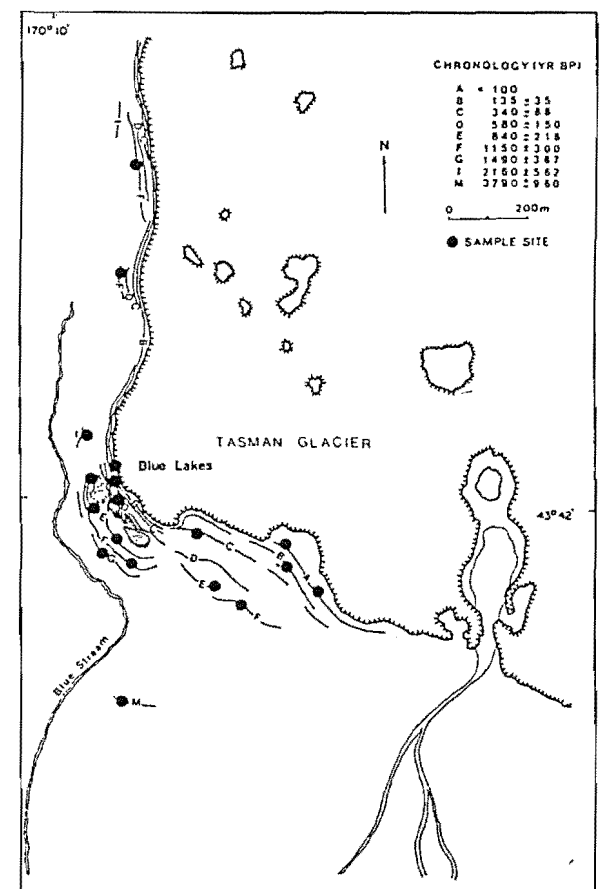 170° 10'
CHRONOLOGY (YR BP)
A < 100
B 135 ± 35
C 340 ± 88
D 580 ± 150
E 840 ± 218
F 1150 ± 300
G 1490 ± 387
I 2160 ± 562
M 3790 ± 960
N
0 200m
SAMPLE SITE
D
I
F
D
C
B
I
TASMAN GLACIER
Blue Lakes
43° 42'
E
F
G
C
B
A
D
E
F
Blue Stream
M